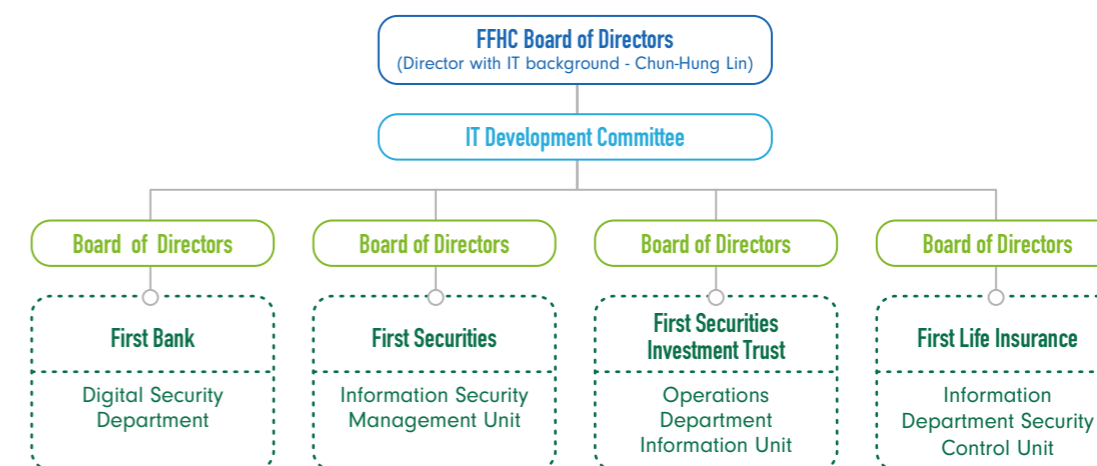 FFHC Board of Directors
(Director with IT background - Chun-Hung Lin)
IT Development Committee
Board of Directors
Board of Directors
Board of Directors
Board of Directors
First Bank
Digital Security
Department
First Securities
Information Security
Management Unit
First Securities
Investment Trust
Operations
Department
Information Unit
First Life Insurance
Information
Department Security
Control Unit